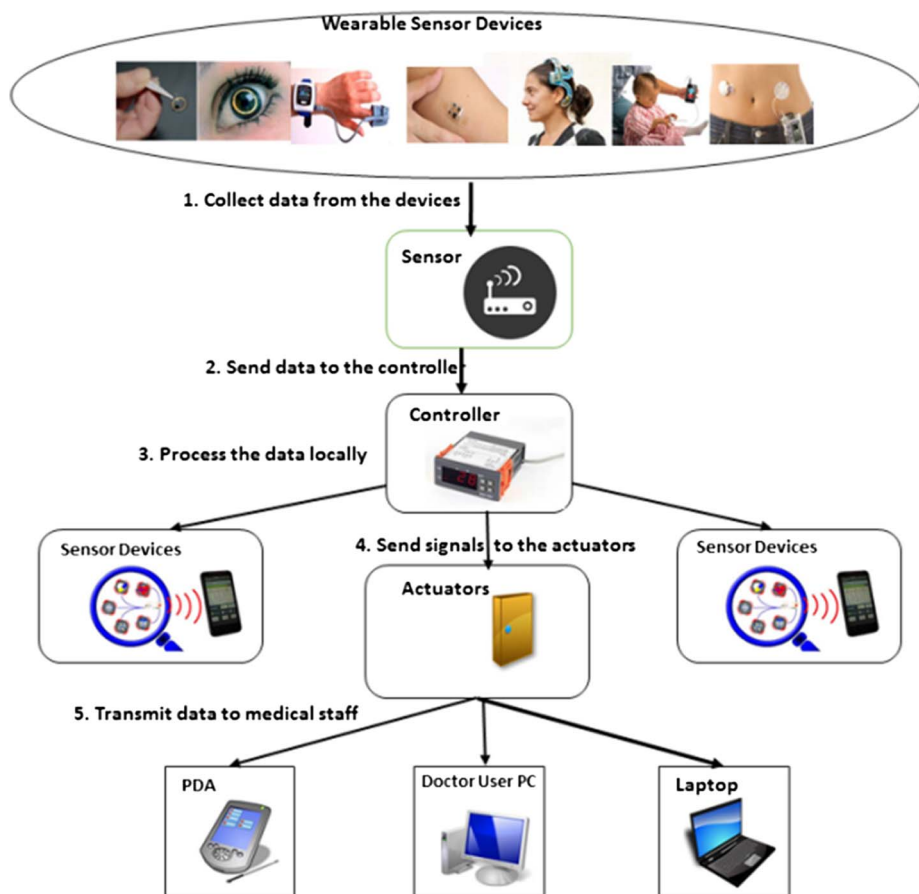 Wearable Sensor Devices
1. Collect data from the devices
Sensor
2. Send data to the controlle
Controller
3. Process the data locally
Sensor Devices
4. Send signals to the actuators
Sensor Devices
Actuators
5. Transmit data to medical staff
PDA
Doctor User PC
Laptop